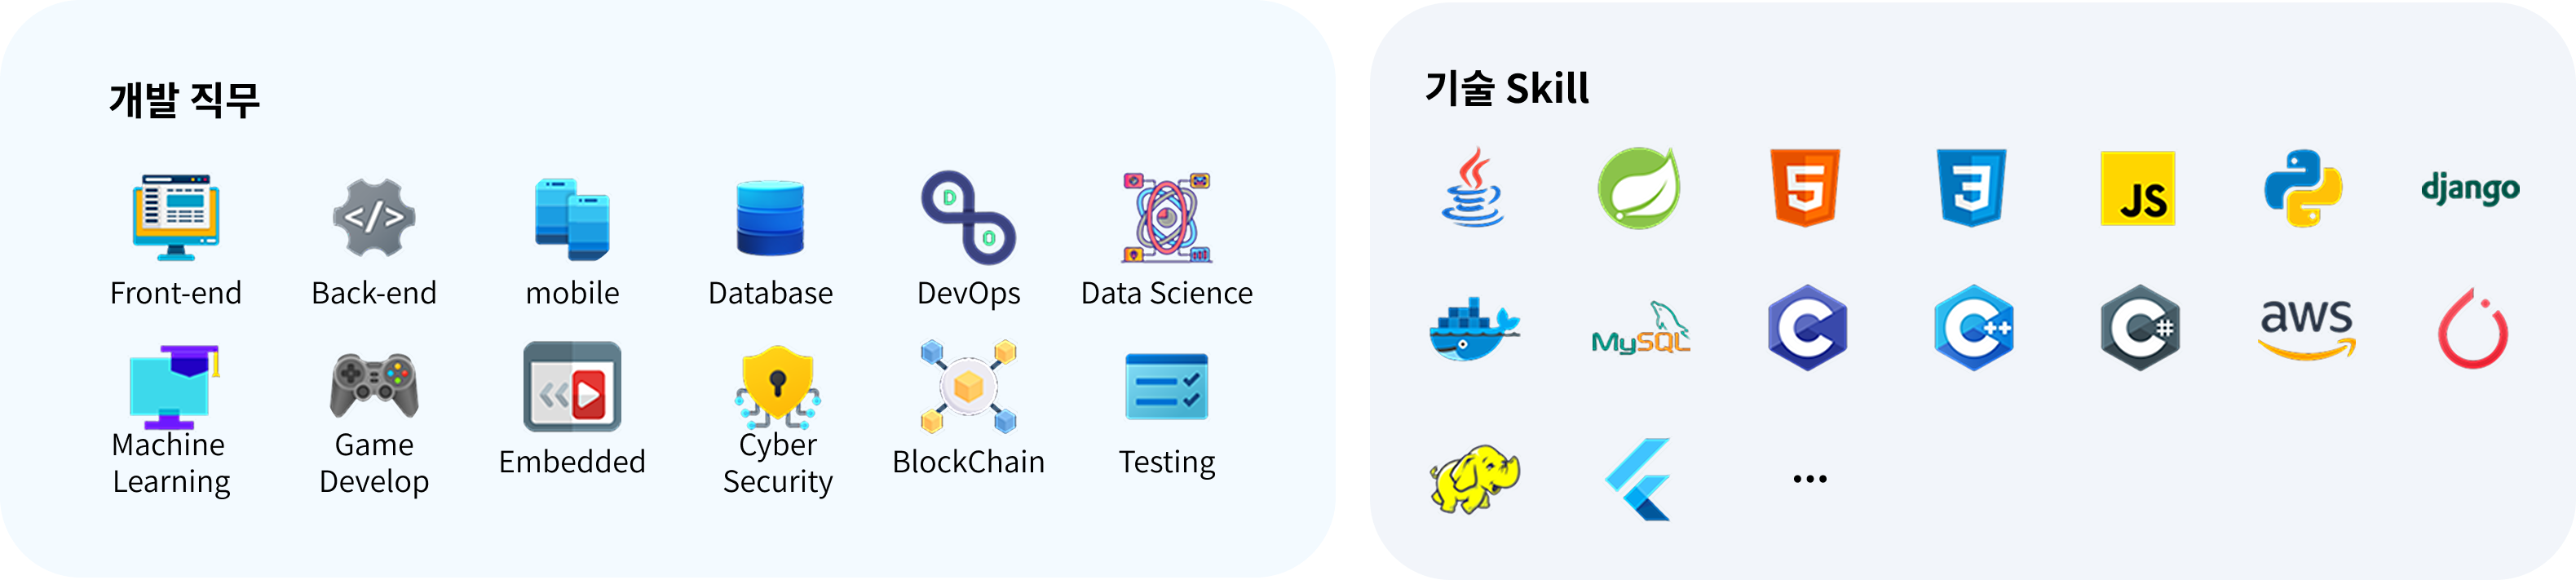 개발 직무
Front-end
Back-end
mobile
Database
DevOps
Data Science
Machine
Learning
Game
Develop
Embedded
Cyber
Security
BlockChain
Testing
기술 Skill
5
3
JS
django
MySQL
C
C++
C#
aws
...